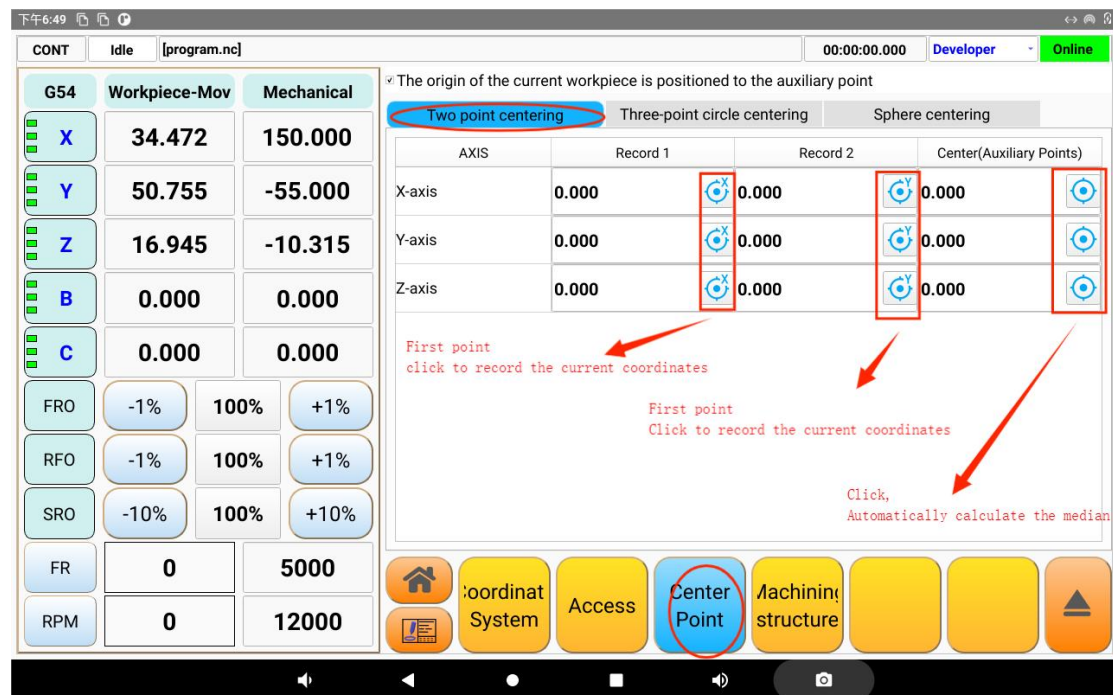 下午6:49
CONT Idle [program.nc] 00:00:00.000 Developer Online
G54 Workpiece-Mov Mechanical
X 34.472 150.000
Y 50.755 -55.000
Z 16.945 -10.315
B 0.000 0.000
C 0.000 0.000
FRO -1% 100% +1%
RFO -1% 100% +1%
SRO -10% 100% +10%
FR 0 5000
RPM 0 12000
The origin of the current workpiece is positioned to the auxiliary point
Two point centering Three-point circle centering Sphere centering
AXIS Record 1 Record 2 Center(Auxiliary Points)
X-axis 0.000 X 0.000 Y 0.000
Y-axis 0.000 X 0.000 Y 0.000
Z-axis 0.000 X 0.000 Y 0.000
First point
click to record the current coordinates
First point
Click to record the current coordinates
Click,
Automatically calculate the median
oordinat
System
Access
Center
Point
Machining
structure